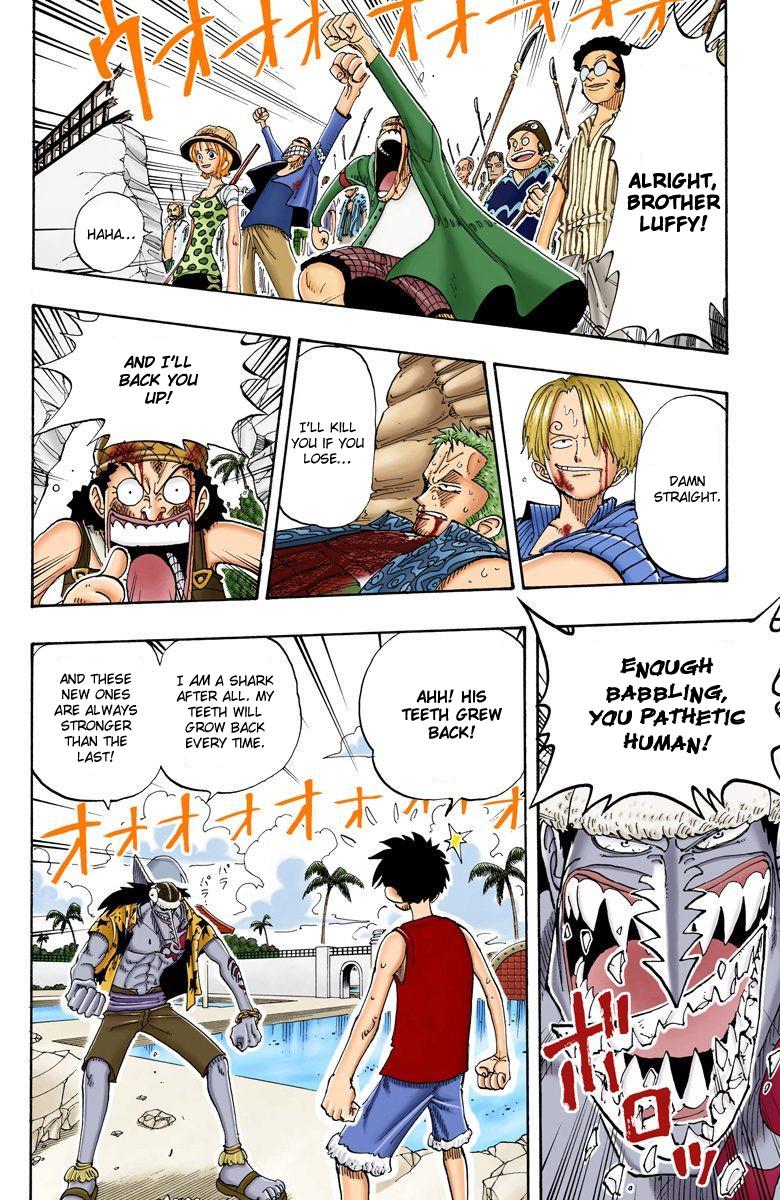 ウオオオオオオ
ALRIGHT,
BROTHER
LUFFY!
HAHA...
DAMN
STRAIGHT.
I'LL KILL
YOU IF YOU
LOSE...
AND I'LL
BACK YOU
UP!
ENOUGH
BABBLING,
YOU PATHETIC
HUMAN!
ボロ
AHH! HIS
TEETH GREW
BACK!
I AM A SHARK
AFTER ALL. MY
TEETH WILL
GROW BACK
EVERY TIME.
AND THESE
NEW ONES
ARE ALWAYS
STRONGER
THAN THE
LAST!
オオオオオオオオオ